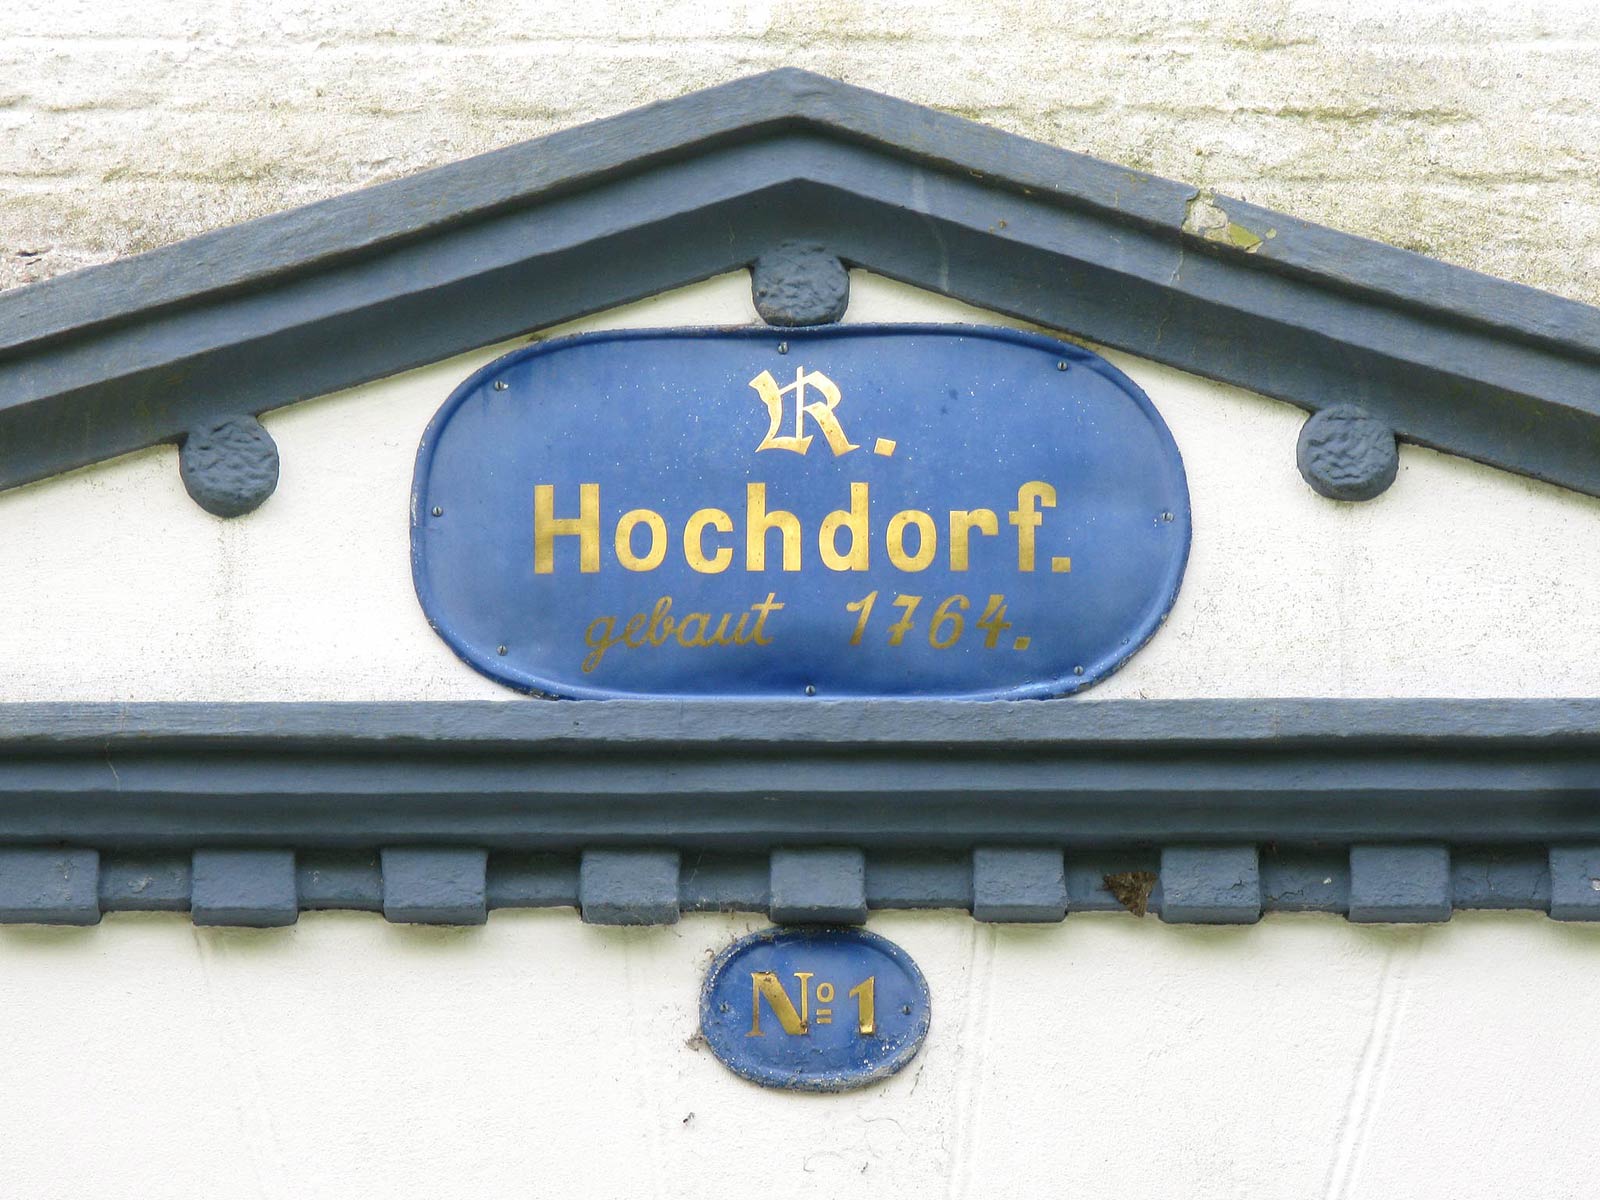 R.
Hochdorf.
gebaut 1764.
Nº 1